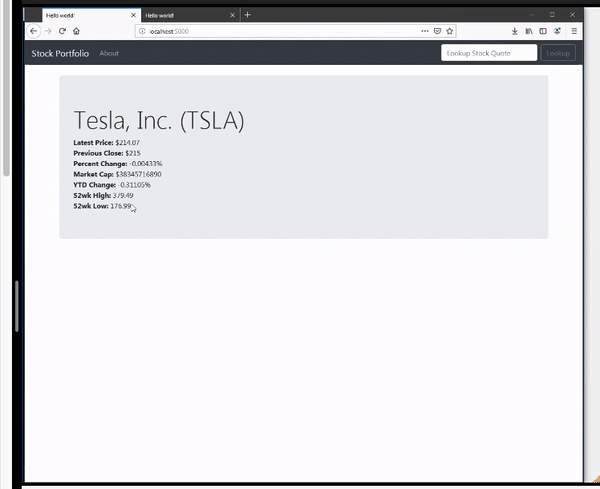 Hello world!
Hello world!
localhost:5000
Stock Portfolio About Lookup Stock Quote Lookup
Tesla, Inc. (TSLA)
Latest Price: $214.07
Previous Close: $215
Percent Change: -0.00433%
Market Cap: $38345716890
YTD Change: -0.31105%
52wk High: 379.49
52wk Low: 176.99